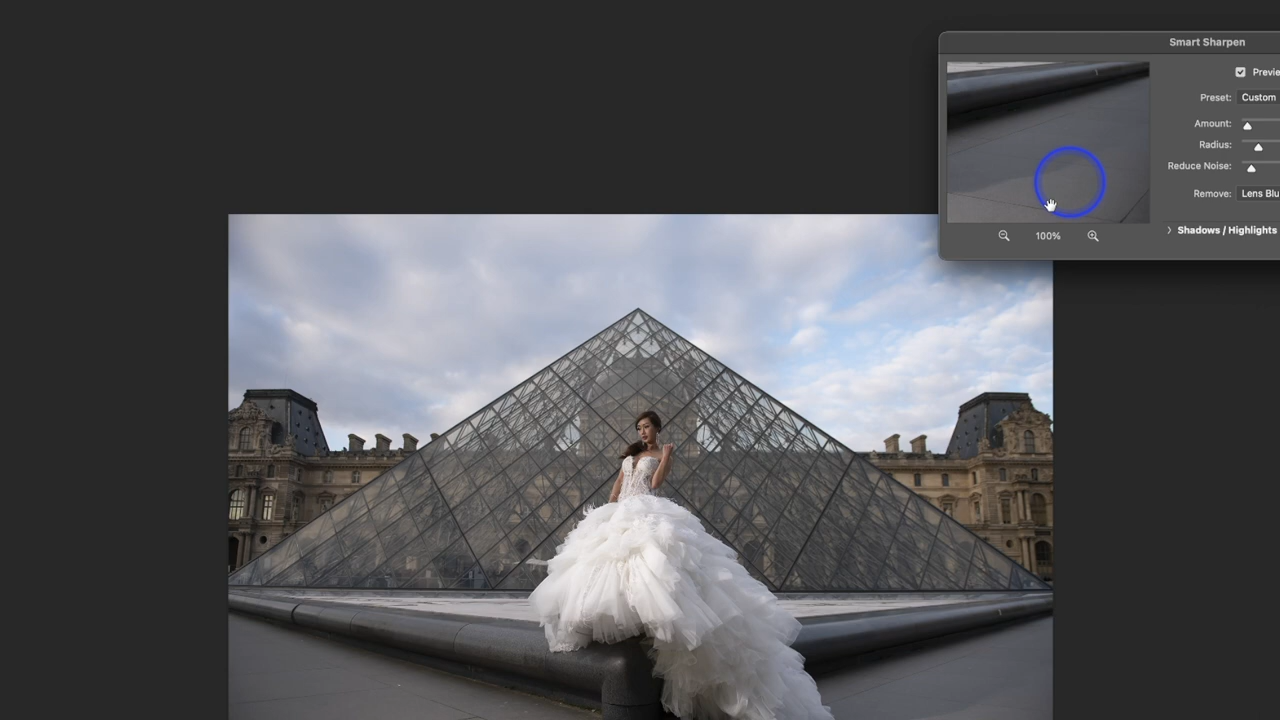 Smart Sharpen
Previe
Preset: Custom
Amount:
Radius:
Reduce Noise:
Remove: Lens Blu
100%
Shadows / Highlights